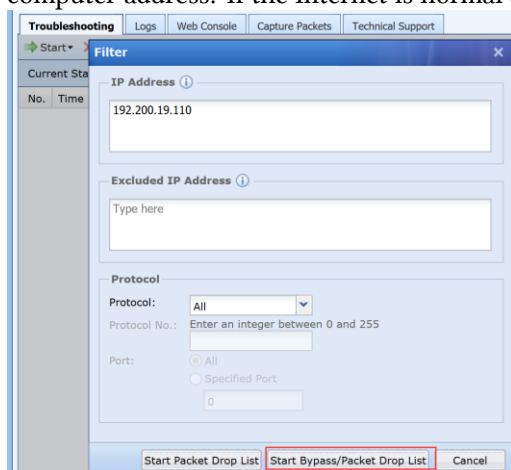 computer address. If the Internet is normal
Troubleshooting Logs Web Console Capture Packets Technical Support
Start
Filter
Current Sta
IP Address
No. Time
192.200.19.110
Excluded IP Address
Type here
Protocol
Protocol: All
Protocol No.: Enter an integer between 0 and 255
Port: All
Specified Port
0
Start Packet Drop List Start Bypass/Packet Drop List Cancel